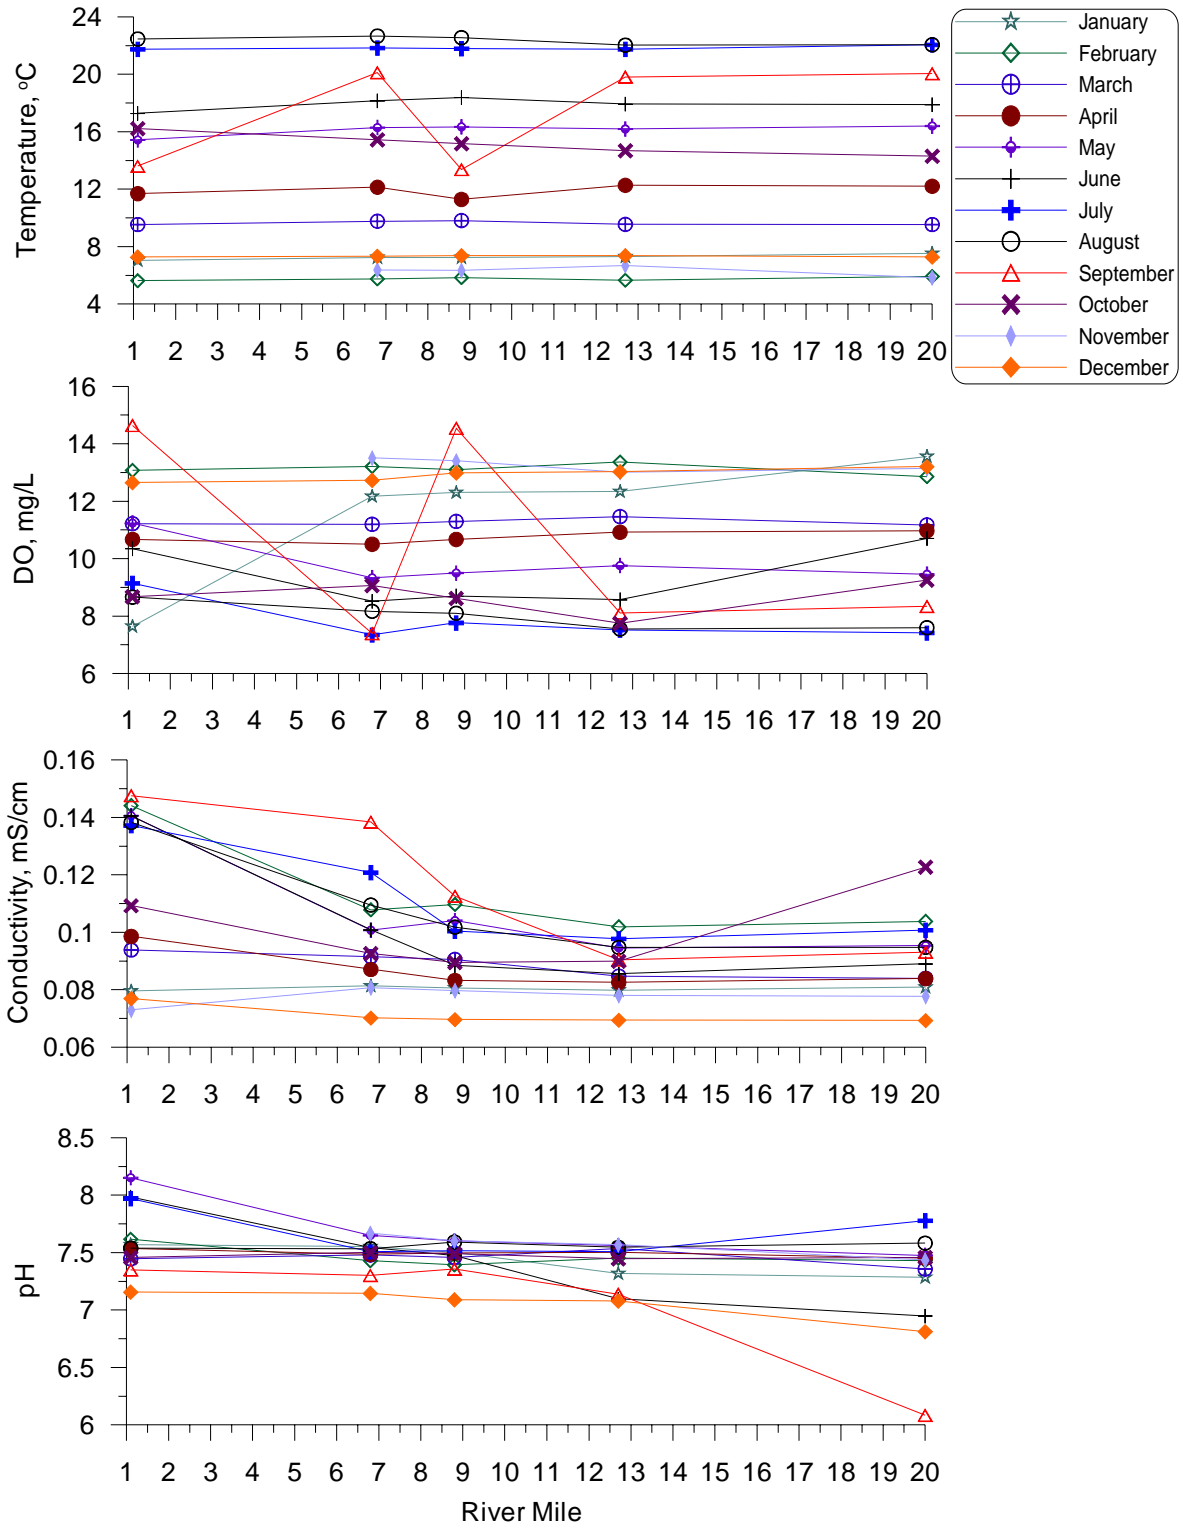 24
20
16
12
8
4
Temperature, °C
1 2 3 4 5 6 7 8 9 10 11 12 13 14 15 16 17 18 19 20
January
February
March
April
May
June
July
August
September
October
November
December
16
14
12
10
8
6
DO, mg/L
1 2 3 4 5 6 7 8 9 10 11 12 13 14 15 16 17 18 19 20
0.16
0.14
0.12
0.1
0.08
0.06
Conductivity, mS/cm
1 2 3 4 5 6 7 8 9 10 11 12 13 14 15 16 17 18 19 20
8.5
8
7.5
7
6.5
6
pH
1 2 3 4 5 6 7 8 9 10 11 12 13 14 15 16 17 18 19 20
River Mile